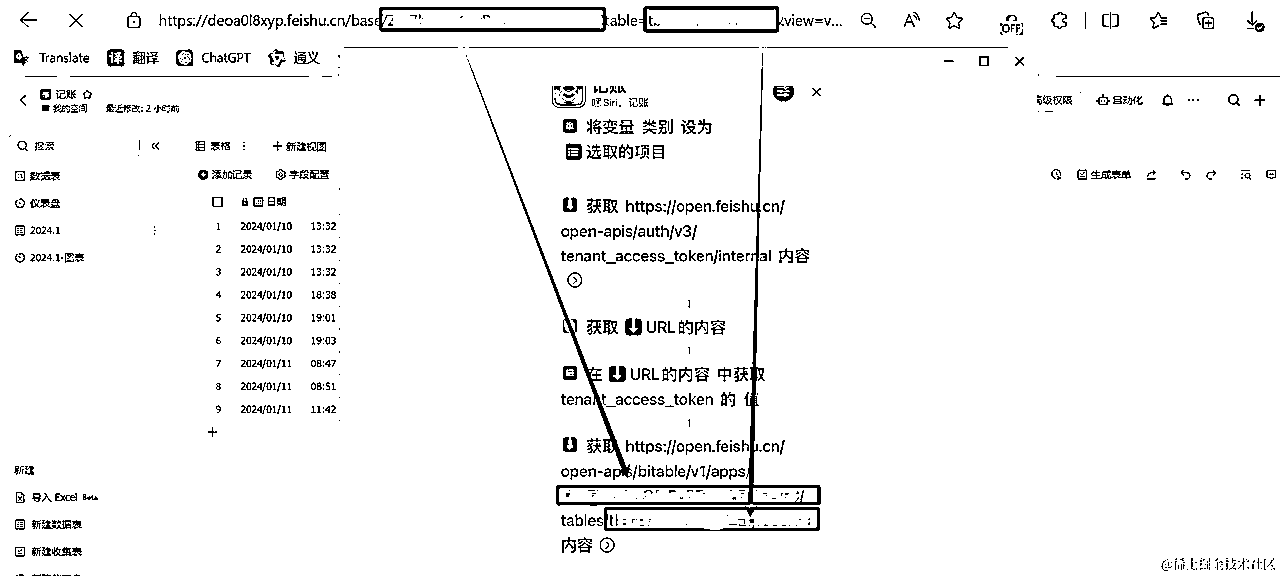 https://deoa0l8xyp.feishu.cn/base/ table= &view=v...
OFF
Translate 翻译 ChatGPT 通义
记账
我的空间 最近修改: 2 小时前
搜索
数据表
仪表盘
2024.1
2024.1-图表
表格 新建视图
添加记录 字段配置
日期
1 2024/01/10 13:32
2 2024/01/10 13:32
3 2024/01/10 13:32
4 2024/01/10 18:38
5 2024/01/10 19:01
6 2024/01/10 19:03
7 2024/01/11 08:47
8 2024/01/11 08:51
9 2024/01/11 11:42
新建
导入 Excel Beta
新建数据表
新建收集表
记账
嘿Siri，记账
将变量 类别 设为
选取的项目
获取 https://open.feishu.cn/
open-apis/auth/v3/
tenant_access_token/internal 内容
获取 URL的内容
在 URL的内容 中获取
tenant_access_token 的 值
获取 https://open.feishu.cn/
open-apis/bitable/v1/apps/
tables/
内容
高级权限 自动化
生成表单
@稀土掘金技术社区